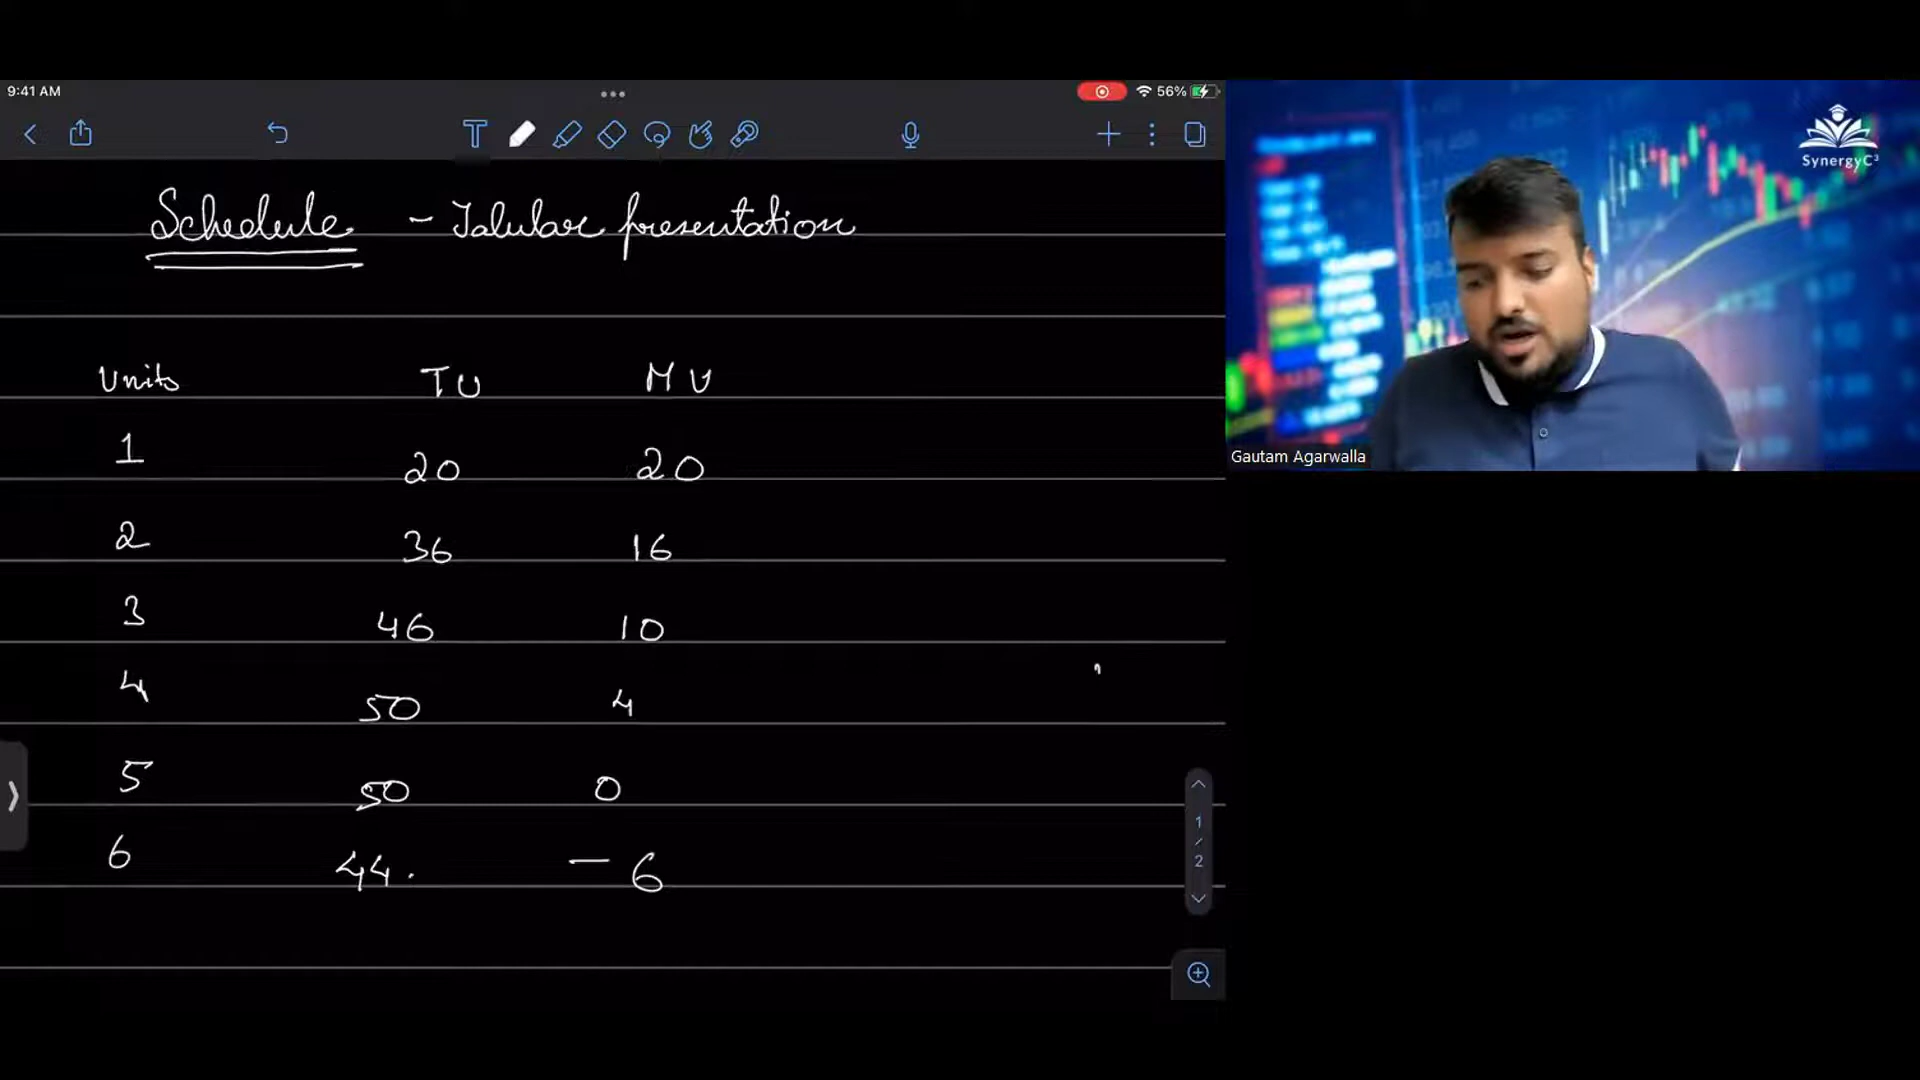 9:41 AM
56%
SynergyC³
Schedule - Tabular presentation
Units TU MU
1 20 20
2 36 16
3 46 10
4 50 4
5 50 0
6 44. - 6
Gautam Agarwalla
1
/
2